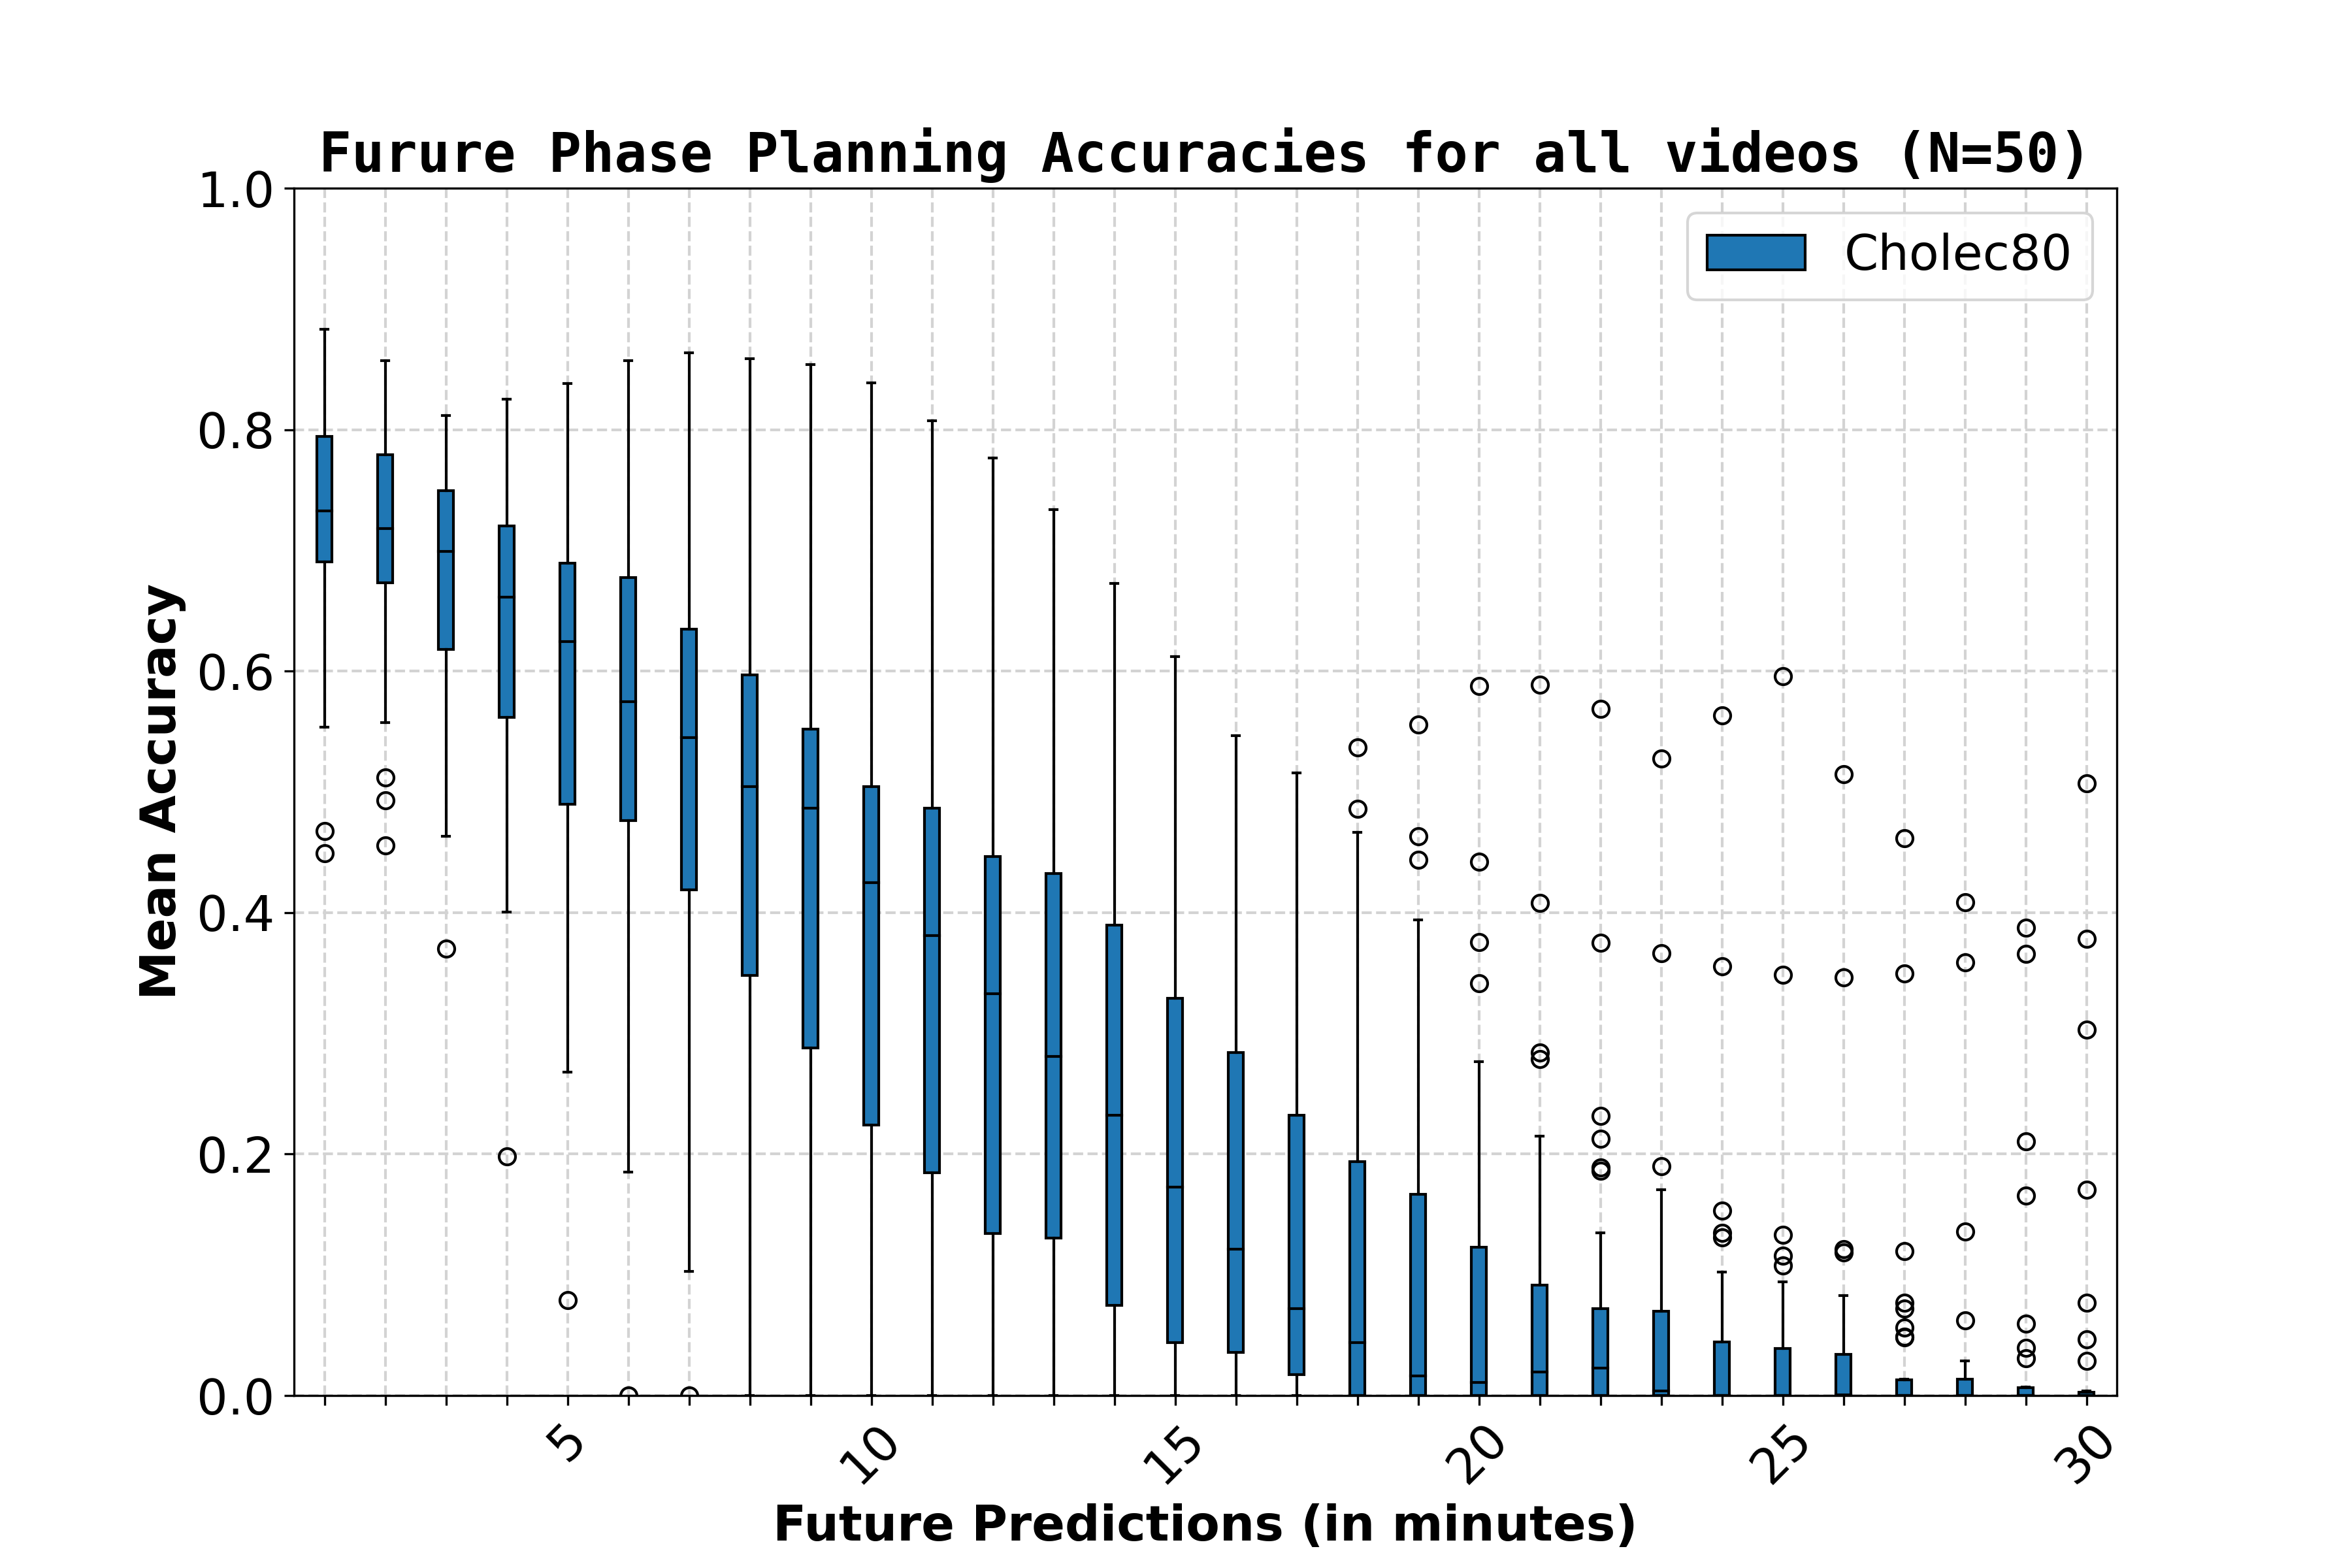 Furure Phase Planning Accuracies for all videos (N=50)
1.0
Cholec80
0.8
0.6
0.4
0.2
0.0
Mean Accuracy
5 10 15 20 25 30
Future Predictions (in minutes)